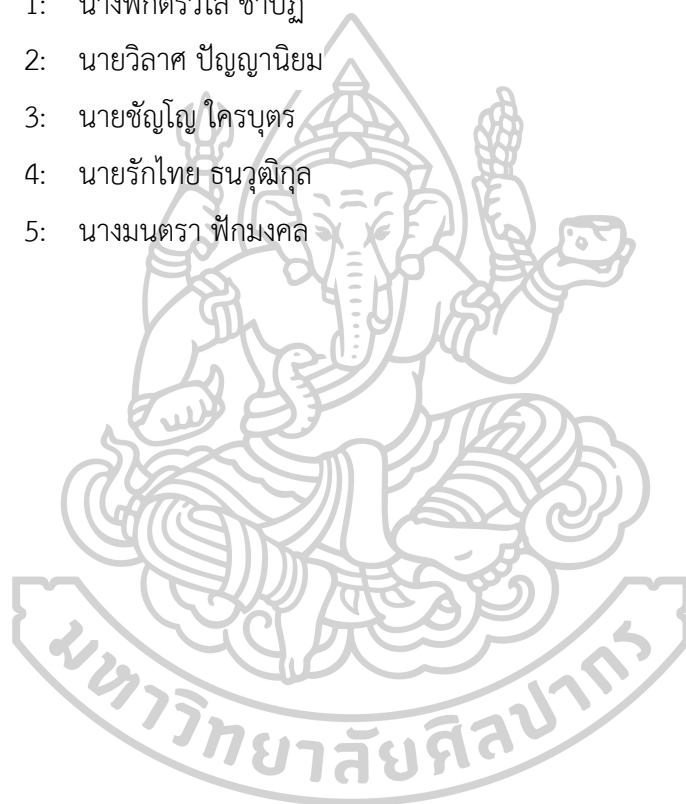 2: นายวิลาศ ปัญญานิยม
3: นายชัญโญ ใครบุตร
4: นายรักไทย ธนวุฒิกุล
5: นางมนตรา ฟักมงคล
มหาวิทยาลัยศิลปากร